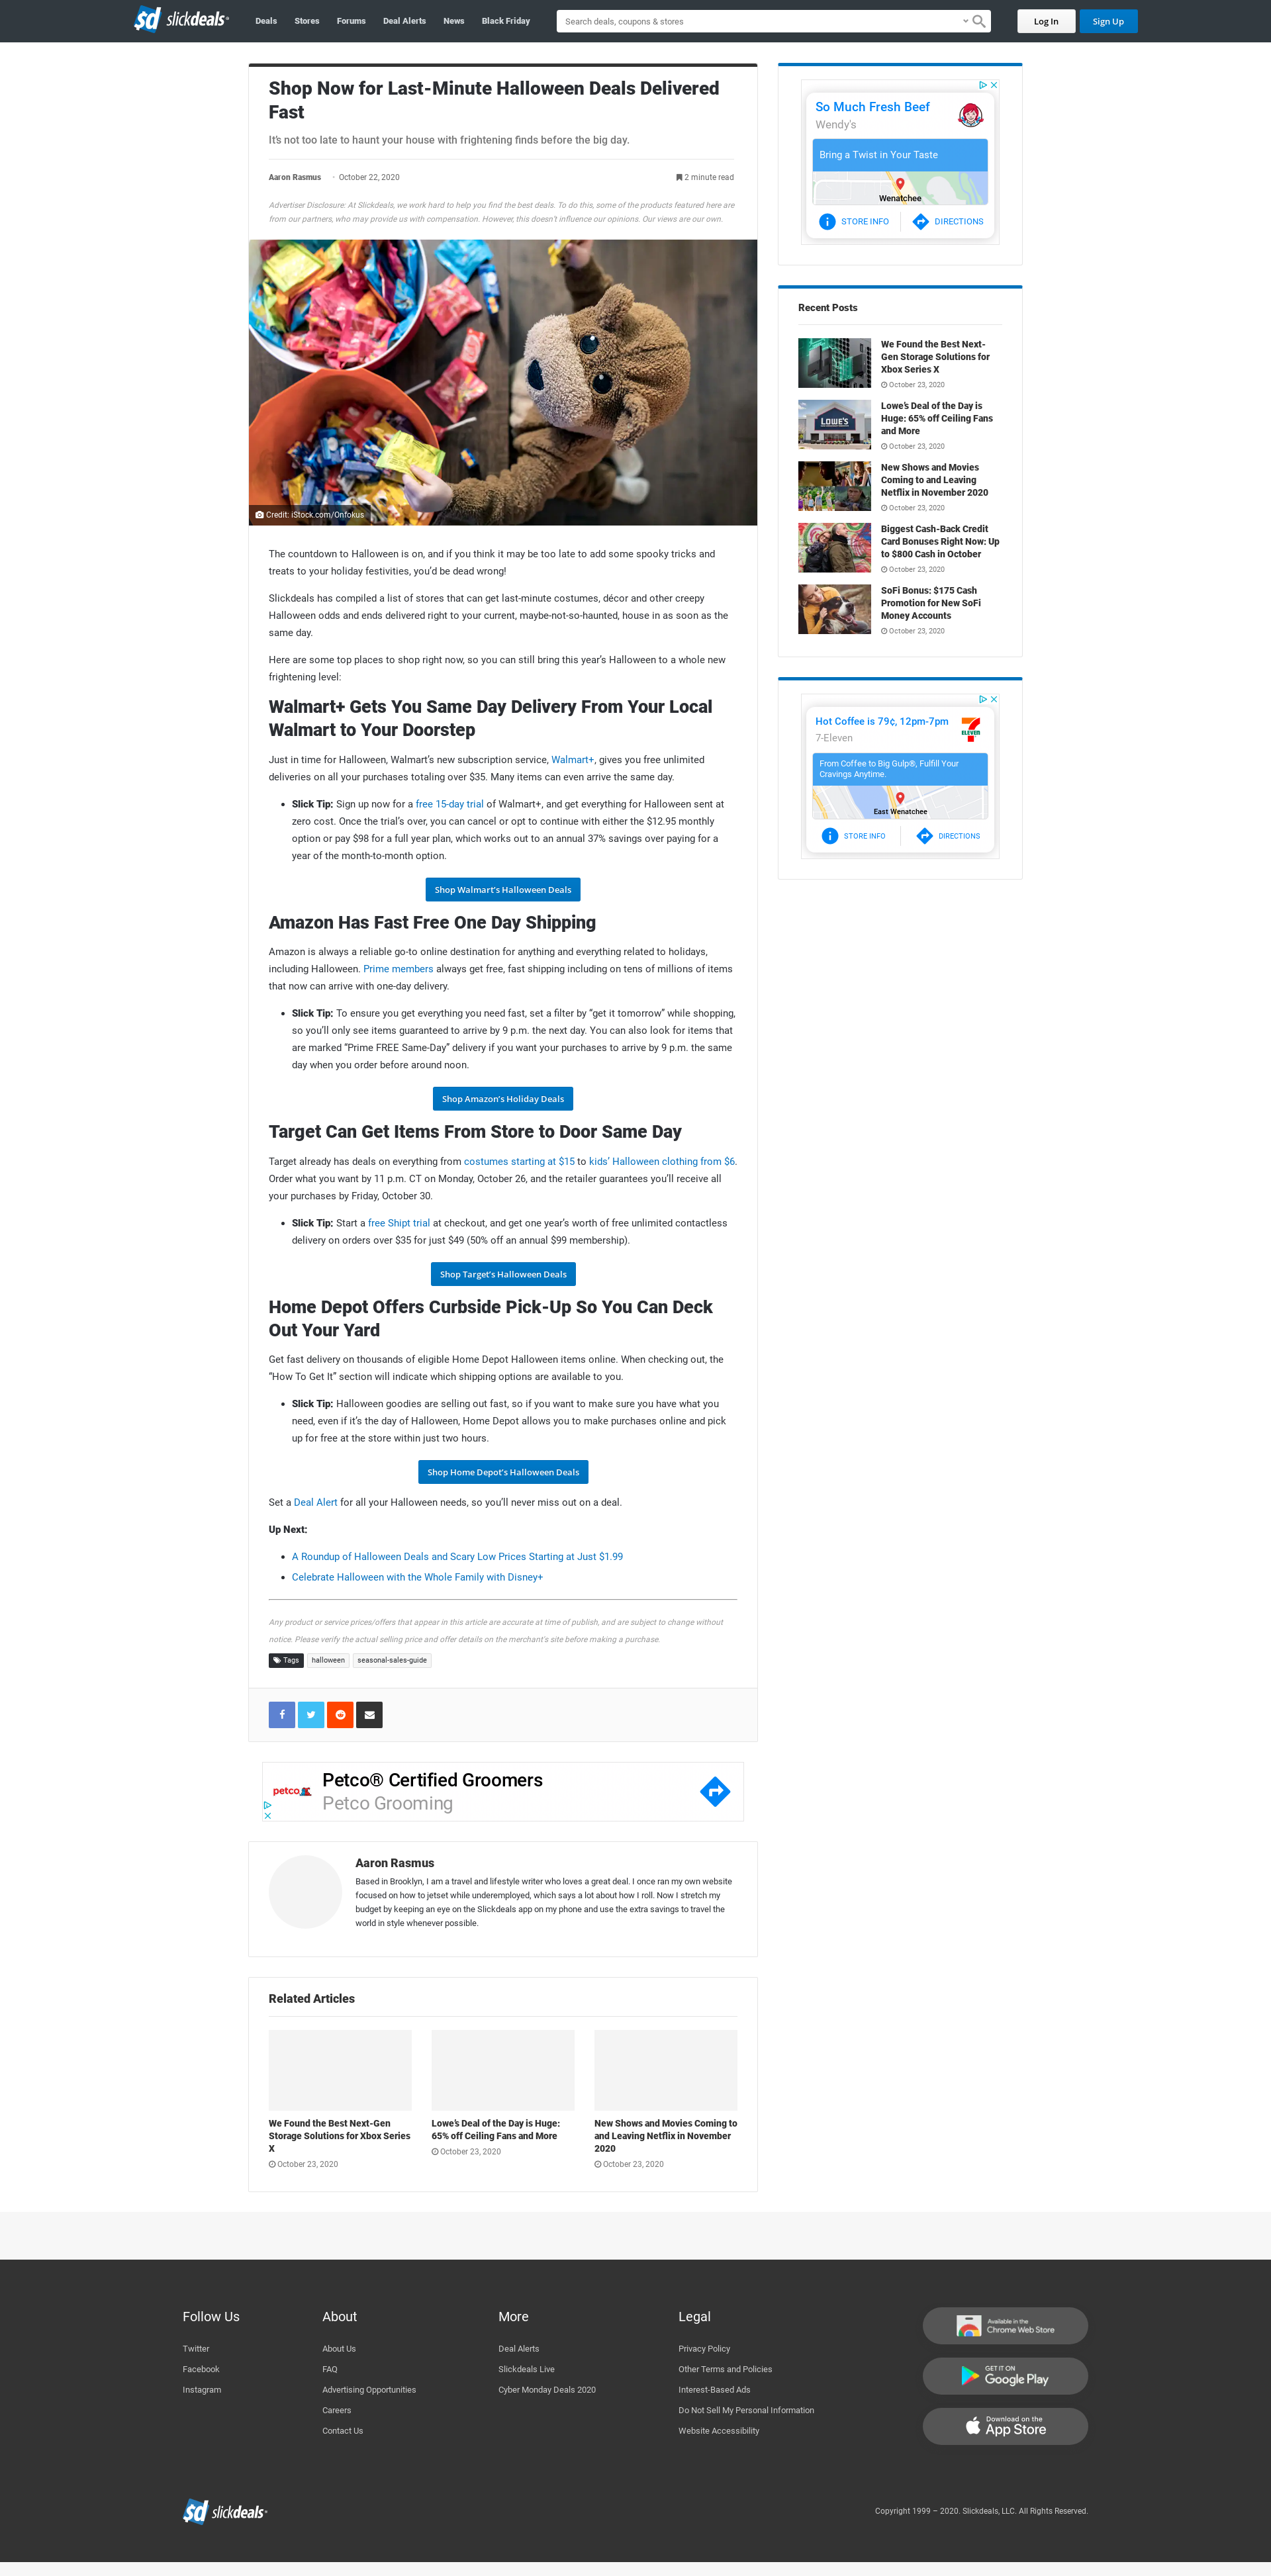 slickdeals
Deals Stores Forums Deal Alerts News Black Friday
Search deals, coupons & stores
Log In
Sign Up
Shop Now for Last-Minute Halloween Deals Delivered
Fast
It's not too late to haunt your house with frightening finds before the big day.
Aaron Rasmus · October 22, 2020
2 minute read
Advertiser Disclosure: At Slickdeals, we work hard to help you find the best deals. To do this, some of the products featured here are
from our partners, who may provide us with compensation. However, this doesn't influence our opinions. Our views are our own.
Credit: iStock.com/Onfokus
The countdown to Halloween is on, and if you think it may be too late to add some spooky tricks and
treats to your holiday festivities, you'd be dead wrong!
Slickdeals has compiled a list of stores that can get last-minute costumes, décor and other creepy
Halloween odds and ends delivered right to your current, maybe-not-so-haunted, house in as soon as the
same day.
Here are some top places to shop right now, so you can still bring this year's Halloween to a whole new
frightening level:
Walmart+ Gets You Same Day Delivery From Your Local
Walmart to Your Doorstep
Just in time for Halloween, Walmart's new subscription service, Walmart+, gives you free unlimited
deliveries on all your purchases totaling over $35. Many items can even arrive the same day.
• Slick Tip: Sign up now for a free 15-day trial of Walmart+, and get everything for Halloween sent at
zero cost. Once the trial's over, you can cancel or opt to continue with either the $12.95 monthly
option or pay $98 for a full year plan, which works out to an annual 37% savings over paying for a
year of the month-to-month option.
Shop Walmart's Halloween Deals
Amazon Has Fast Free One Day Shipping
Amazon is always a reliable go-to online destination for anything and everything related to holidays,
including Halloween. Prime members always get free, fast shipping including on tens of millions of items
that now can arrive with one-day delivery.
• Slick Tip: To ensure you get everything you need fast, set a filter by "get it tomorrow" while shopping,
so you'll only see items guaranteed to arrive by 9 p.m. the next day. You can also look for items that
are marked "Prime FREE Same-Day" delivery if you want your purchases to arrive by 9 p.m. the same
day when you order before around noon.
Shop Amazon's Holiday Deals
Target Can Get Items From Store to Door Same Day
Target already has deals on everything from costumes starting at $15 to kids' Halloween clothing from $6.
Order what you want by 11 p.m. CT on Monday, October 26, and the retailer guarantees you'll receive all
your purchases by Friday, October 30.
• Slick Tip: Start a free Shipt trial at checkout, and get one year's worth of free unlimited contactless
delivery on orders over $35 for just $49 (50% off an annual $99 membership).
Shop Target's Halloween Deals
Home Depot Offers Curbside Pick-Up So You Can Deck
Out Your Yard
Get fast delivery on thousands of eligible Home Depot Halloween items online. When checking out, the
"How To Get It" section will indicate which shipping options are available to you.
• Slick Tip: Halloween goodies are selling out fast, so if you want to make sure you have what you
need, even if it's the day of Halloween, Home Depot allows you to make purchases online and pick
up for free at the store within just two hours.
Shop Home Depot's Halloween Deals
Set a Deal Alert for all your Halloween needs, so you'll never miss out on a deal.
Up Next:
• A Roundup of Halloween Deals and Scary Low Prices Starting at Just $1.99
• Celebrate Halloween with the Whole Family with Disney+
Any product or service prices/offers that appear in this article are accurate at time of publish, and are subject to change without
notice. Please verify the actual selling price and offer details on the merchant's site before making a purchase.
Tags halloween seasonal-sales-guide
petco
Petco® Certified Groomers
Petco Grooming
Aaron Rasmus
Based in Brooklyn, I am a travel and lifestyle writer who loves a great deal. I once ran my own website
focused on how to jetset while underemployed, which says a lot about how I roll. Now I stretch my
budget by keeping an eye on the Slickdeals app on my phone and use the extra savings to travel the
world in style whenever possible.
Related Articles
We Found the Best Next-Gen
Storage Solutions for Xbox Series
X
October 23, 2020
Lowe's Deal of the Day is Huge:
65% off Ceiling Fans and More
October 23, 2020
New Shows and Movies Coming to
and Leaving Netflix in November
2020
October 23, 2020
So Much Fresh Beef
Wendy's
Bring a Twist in Your Taste
Wenatchee
STORE INFO
DIRECTIONS
Recent Posts
We Found the Best Next-
Gen Storage Solutions for
Xbox Series X
October 23, 2020
LOWE'S
Lowe's Deal of the Day is
Huge: 65% off Ceiling Fans
and More
October 23, 2020
New Shows and Movies
Coming to and Leaving
Netflix in November 2020
October 23, 2020
Biggest Cash-Back Credit
Card Bonuses Right Now: Up
to $800 Cash in October
October 23, 2020
SoFi Bonus: $175 Cash
Promotion for New SoFi
Money Accounts
October 23, 2020
Hot Coffee is 79¢, 12pm-7pm
7-Eleven
7 ELEVEN
From Coffee to Big Gulp®, Fulfill Your
Cravings Anytime.
East Wenatchee
STORE INFO
DIRECTIONS
Follow Us
Twitter
Facebook
Instagram
About
About Us
FAQ
Advertising Opportunities
Careers
Contact Us
More
Deal Alerts
Slickdeals Live
Cyber Monday Deals 2020
Legal
Privacy Policy
Other Terms and Policies
Interest-Based Ads
Do Not Sell My Personal Information
Website Accessibility
Available in the
Chrome Web Store
GET IT ON
Google Play
Download on the
App Store
slickdeals
Copyright 1999 – 2020. Slickdeals, LLC. All Rights Reserved.